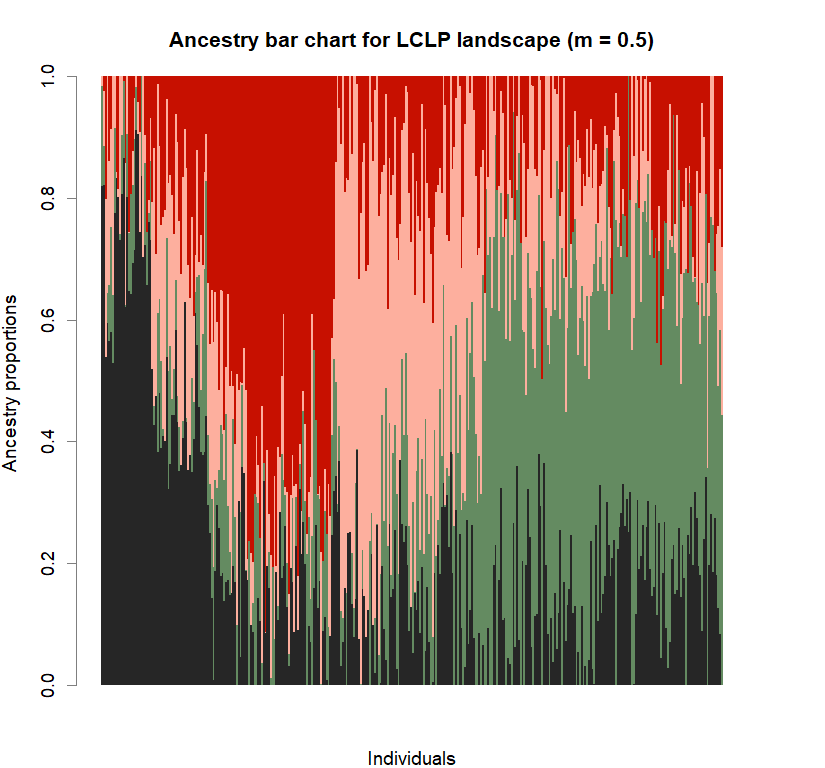 Ancestry bar chart for LCLP landscape (m = 0.5)
1.0
0.8
0.6
0.4
0.2
0.0
Ancestry proportions
Individuals